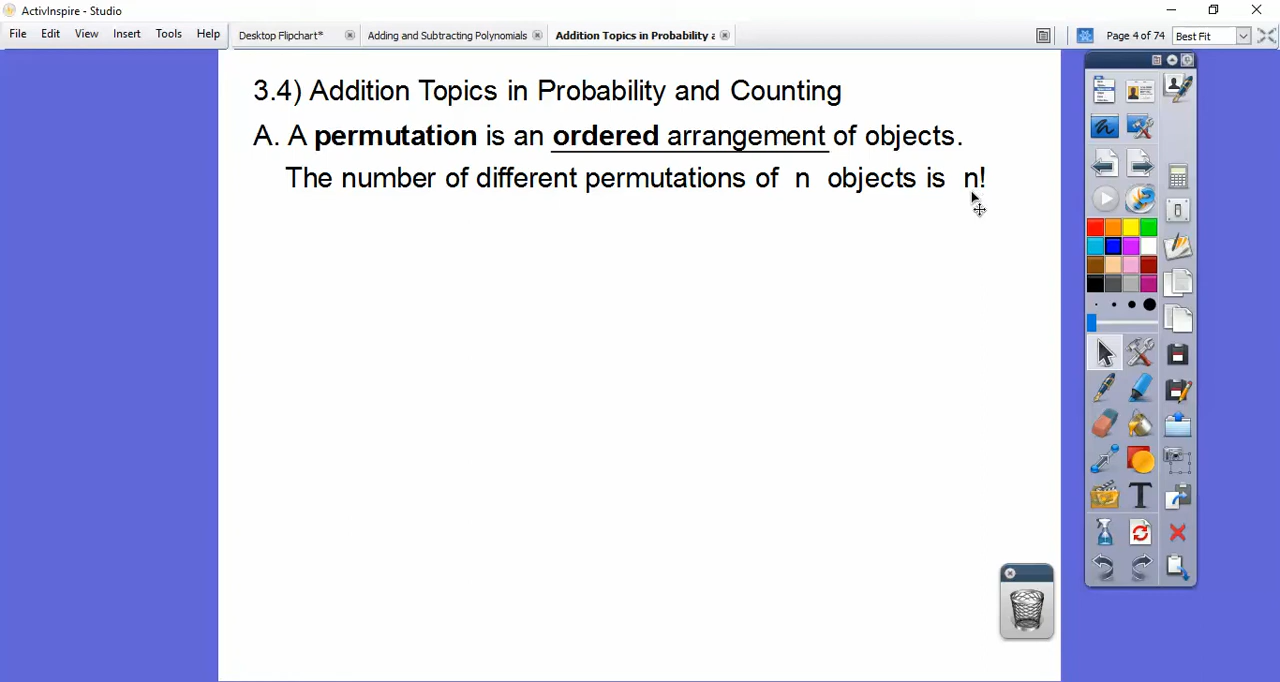 ActivInspire - Studio
File Edit View Insert Tools Help
Desktop Flipchart* Adding and Subtracting Polynomials Addition Topics in Probability a
Page 4 of 74 Best Fit
3.4) Addition Topics in Probability and Counting
A. A permutation is an ordered arrangement of objects.
The number of different permutations of n objects is n!
T